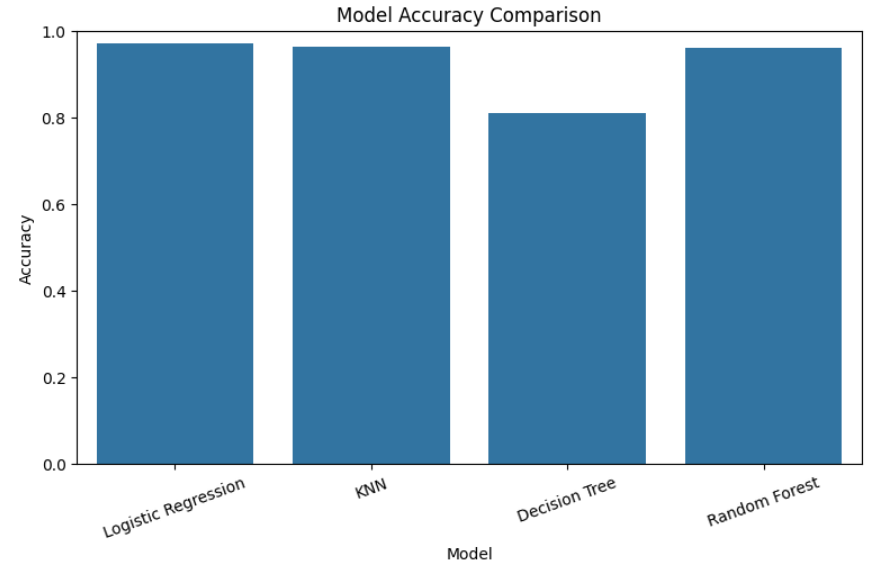 Model Accuracy Comparison
1.0
0.8
0.6
0.4
0.2
0.0
Accuracy
Logistic Regression
KNN
Decision Tree
Random Forest
Model